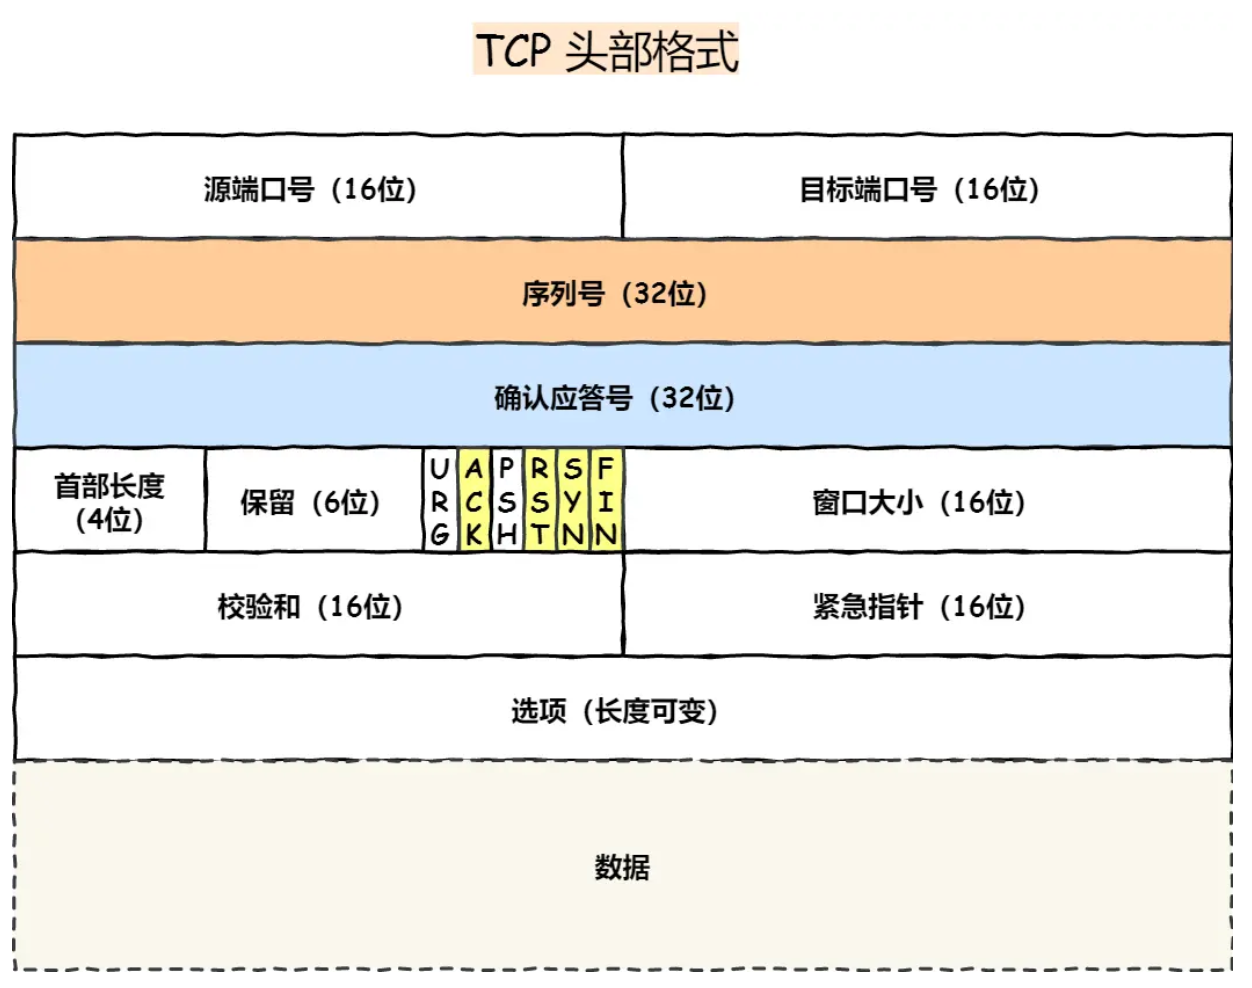 TCP 头部格式
源端口号（16位）
目标端口号（16位）
序列号（32位）
确认应答号（32位）
首部长度
（4位）
保留（6位）
URG
ACK
PSH
RST
SYN
FIN
窗口大小（16位）
校验和（16位）
紧急指针（16位）
选项（长度可变）
数据